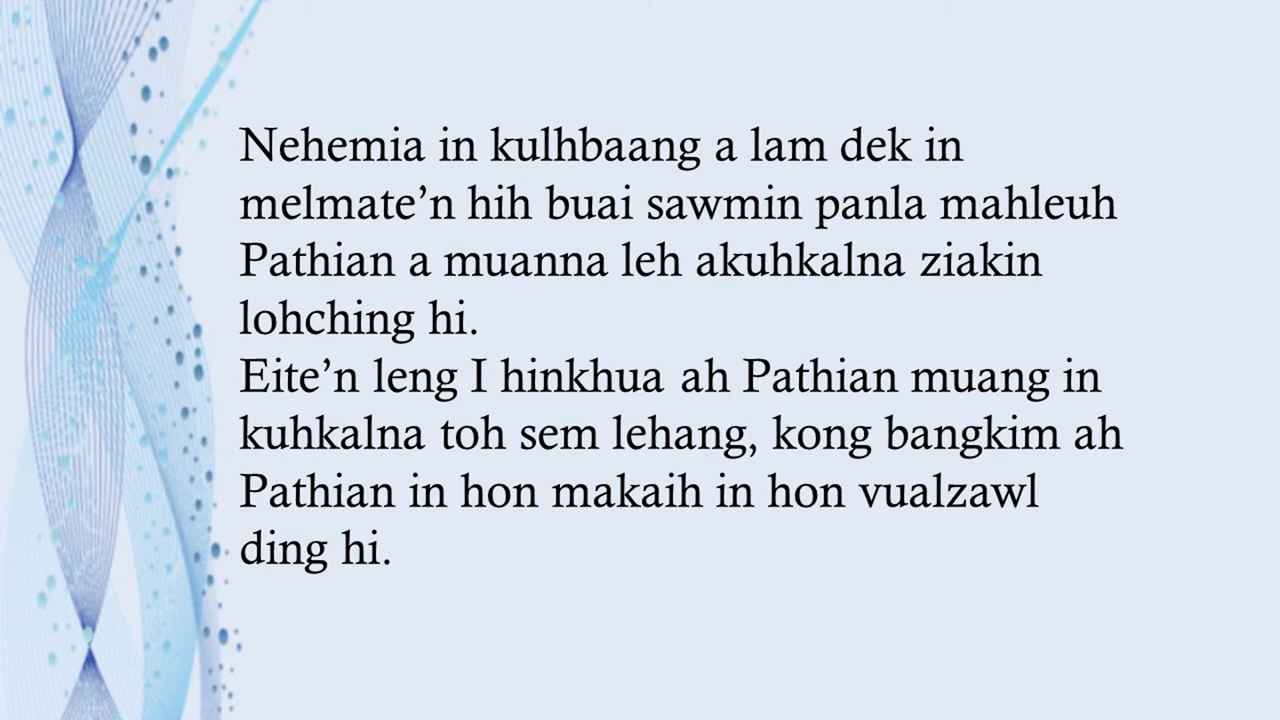 Nehemia in kulhbaang a lam dek in
melmate’n hih buai sawmin panla mahleuh
Pathian a muanna leh akuhkalna ziakin
lohching hi.
Eite’n leng I hinkhua ah Pathian muang in
kuhkalna toh sem lehang, kong bangkim ah
Pathian in hon makaih in hon vualzawl
ding hi.